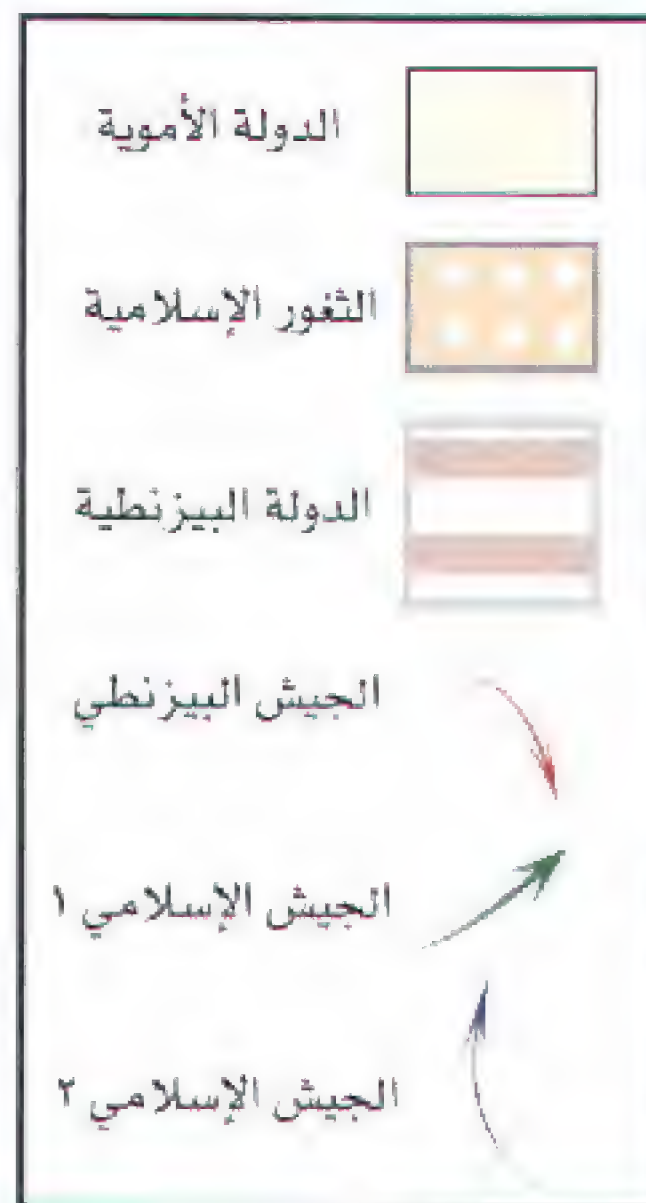 الدولة الأموية
الثغور الإسلامية
الدولة البيزنطية
الجيش البيزنطي
الجيش الإسلامي ١
الجيش الإسلامي ٢